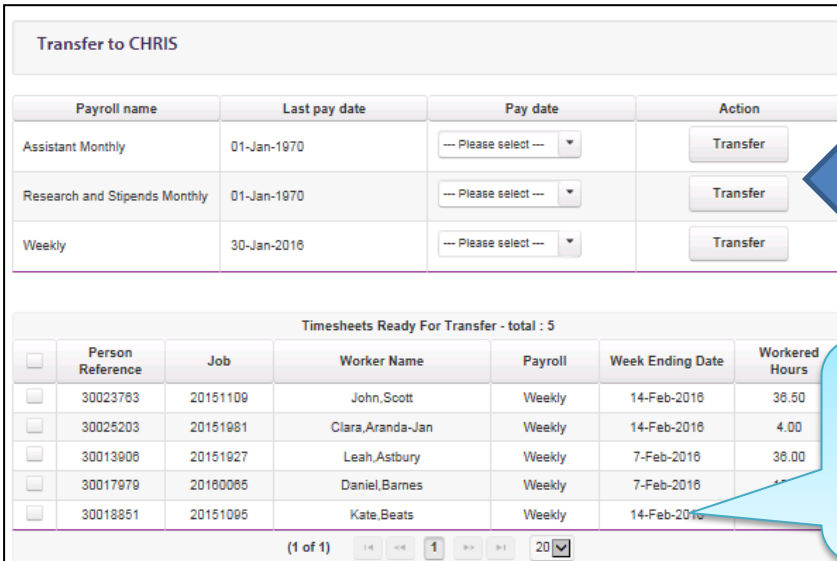 Transfer to CHRIS
Payroll name Last pay date Pay date Action
Assistant Monthly 01-Jan-1970 --- Please select --- Transfer
Research and Stipends Monthly 01-Jan-1970 --- Please select --- Transfer
Weekly 30-Jan-2016 --- Please select --- Transfer
Timesheets Ready For Transfer - total : 5
Person Reference Job Worker Name Payroll Week Ending Date Workered Hours
30023763 20151109 John,Scott Weekly 14-Feb-2016 36.50
30025203 20151981 Clara,Aranda-Jan Weekly 14-Feb-2016 4.00
30013906 20151927 Leah,Astbury Weekly 7-Feb-2016 36.00
30017979 20160065 Daniel,Barnes Weekly 7-Feb-2016
30018851 20151095 Kate,Beats Weekly 14-Feb-2016
(1 of 1) 1 20